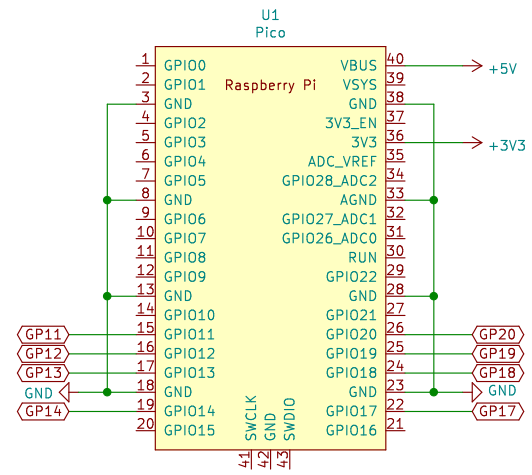 U1
Pico
1 GPIO0 VBUS 40 +5V
2 GPIO1 Raspberry Pi VSYS 39
3 GND GND 38
4 GPIO2 3V3_EN 37
5 GPIO3 3V3 36 +3V3
6 GPIO4 ADC_VREF 35
7 GPIO5 GPIO28_ADC2 34
8 GND AGND 33
9 GPIO6 GPIO27_ADC1 32
10 GPIO7 GPIO26_ADC0 31
11 GPIO8 RUN 30
12 GPIO9 GPIO22 29
13 GND GND 28
14 GPIO10 GPIO21 27
GP11 15 GPIO11 GPIO20 26 GP20
GP12 16 GPIO12 GPIO19 25 GP19
GP13 17 GPIO13 GPIO18 24 GP18
GND 18 GND GND 23 GND
GP14 19 GPIO14 GPIO17 22 GP17
20 GPIO15 GPIO16 21
SWCLK GND SWDIO
41 42 43